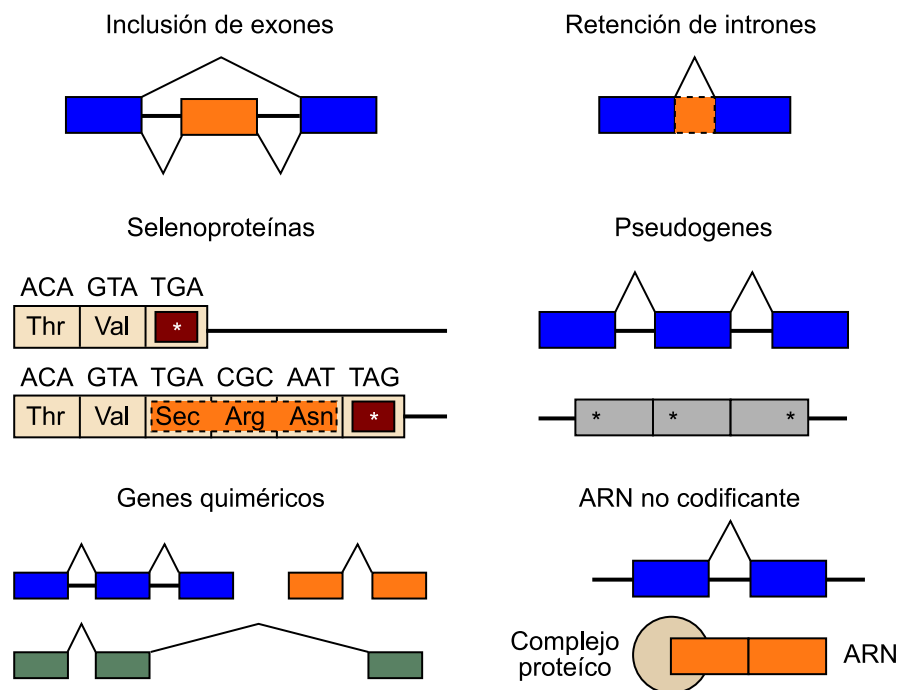 Inclusión de exones
Retención de intrones
Selenoproteínas
ACA GTA TGA
Thr Val *
ACA GTA TGA CGC AAT TAG
Thr Val Sec Arg Asn *
Pseudogenes
* * *
Genes quiméricos
ARN no codificante
Complejo
proteíco
ARN